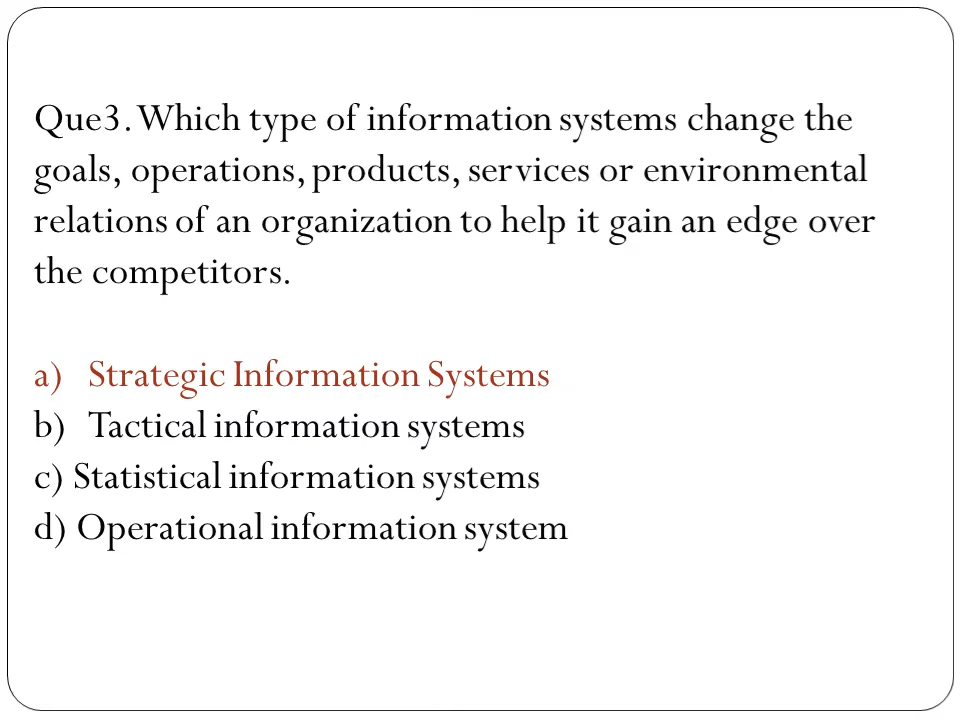 Que3. Which type of information systems change the
goals, operations, products, services or environmental
relations of an organization to help it gain an edge over
the competitors.
a) Strategic Information Systems
b) Tactical information systems
c) Statistical information systems
d) Operational information system